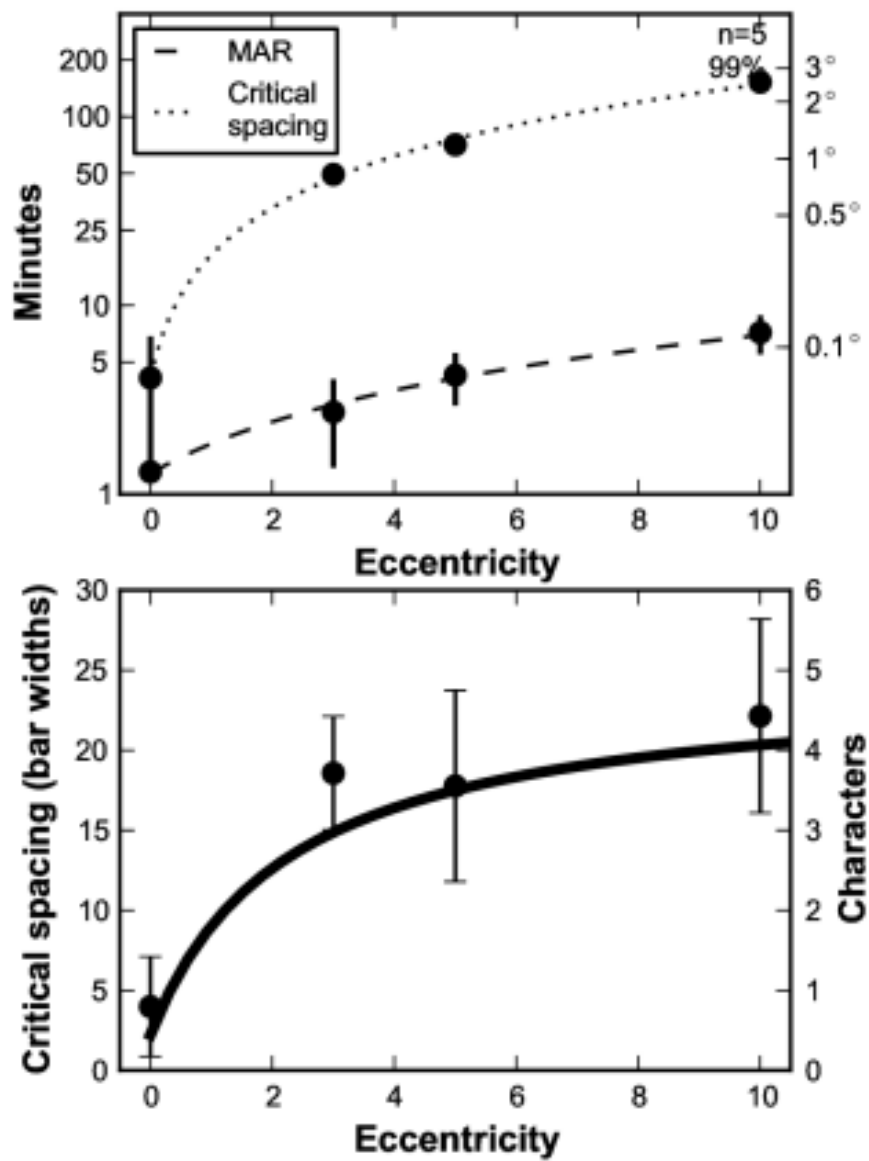 n=5
99%
MAR
Critical
spacing
200
100
50
25
10
5
1
3°
2°
1°
0.5°
0.1°
Minutes
0 2 4 6 8 10
Eccentricity
30
25
20
15
10
5
0
6
5
4
3
2
1
0
Critical spacing (bar widths)
Characters
0 2 4 6 8 10
Eccentricity